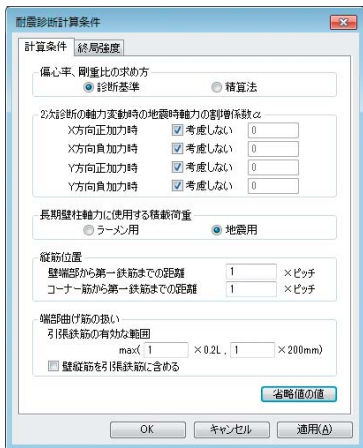 耐震診断計算条件
計算条件 終局強度
偏心率、剛重比の求め方
診断基準 積算法
2次診断の軸力変動時の地震時軸力の割増係数α
X方向正加力時 考慮しない 0
X方向負加力時 考慮しない 0
Y方向正加力時 考慮しない 0
Y方向負加力時 考慮しない 0
長期壁柱軸力に使用する積載荷重
ラーメン用 地震用
縦筋位置
壁端部から第一鉄筋までの距離 1 ×ピッチ
コーナー筋から第一鉄筋までの距離 1 ×ピッチ
端部曲げ筋の扱い
引張鉄筋の有効な範囲
max( 1 ×0.2L , 1 ×200mm)
壁縦筋を引張鉄筋に含める
省略値の値
OK キャンセル 適用(A)